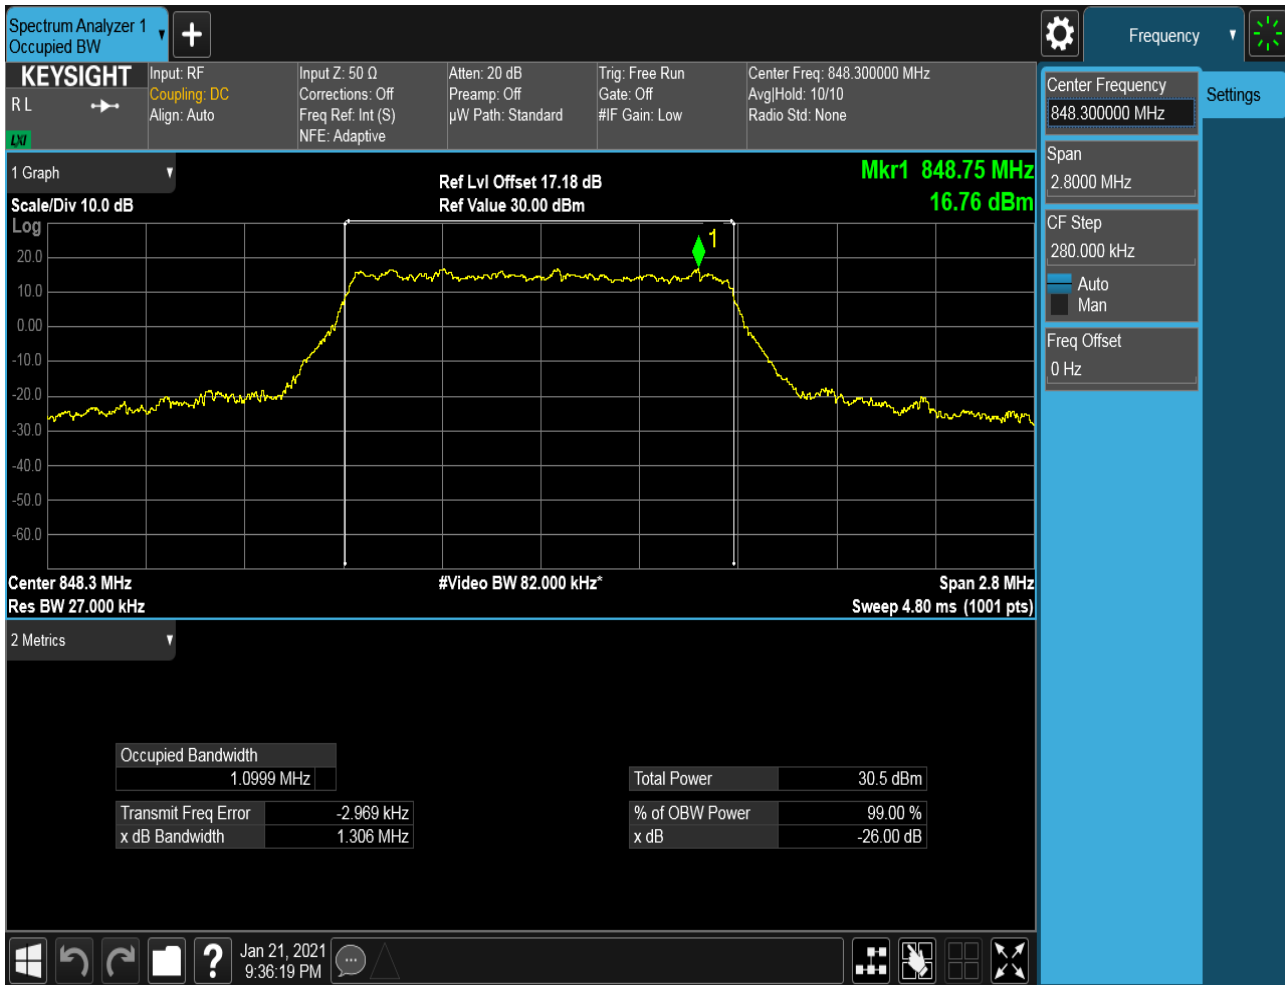 Spectrum Analyzer 1
Occupied BW
+
Frequency
KEYSIGHT
R L
LXI
Input: RF
Coupling: DC
Align: Auto
Input Z: 50 Ω
Corrections: Off
Freq Ref: Int (S)
NFE: Adaptive
Atten: 20 dB
Preamp: Off
µW Path: Standard
Trig: Free Run
Gate: Off
#IF Gain: Low
Center Freq: 848.300000 MHz
Avg|Hold: 10/10
Radio Std: None
Center Frequency
848.300000 MHz
Settings
Span
2.8000 MHz
CF Step
280.000 kHz
Auto
Man
Freq Offset
0 Hz
1 Graph
Scale/Div 10.0 dB
Ref Lvl Offset 17.18 dB
Ref Value 30.00 dBm
Mkr1 848.75 MHz
16.76 dBm
Log
1
20.0
10.0
0.00
-10.0
-20.0
-30.0
-40.0
-50.0
-60.0
Center 848.3 MHz
Res BW 27.000 kHz
#Video BW 82.000 kHz*
Span 2.8 MHz
Sweep 4.80 ms (1001 pts)
2 Metrics
Occupied Bandwidth
1.0999 MHz
Transmit Freq Error -2.969 kHz
x dB Bandwidth 1.306 MHz
Total Power 30.5 dBm
% of OBW Power 99.00 %
x dB -26.00 dB
?
Jan 21, 2021
9:36:19 PM